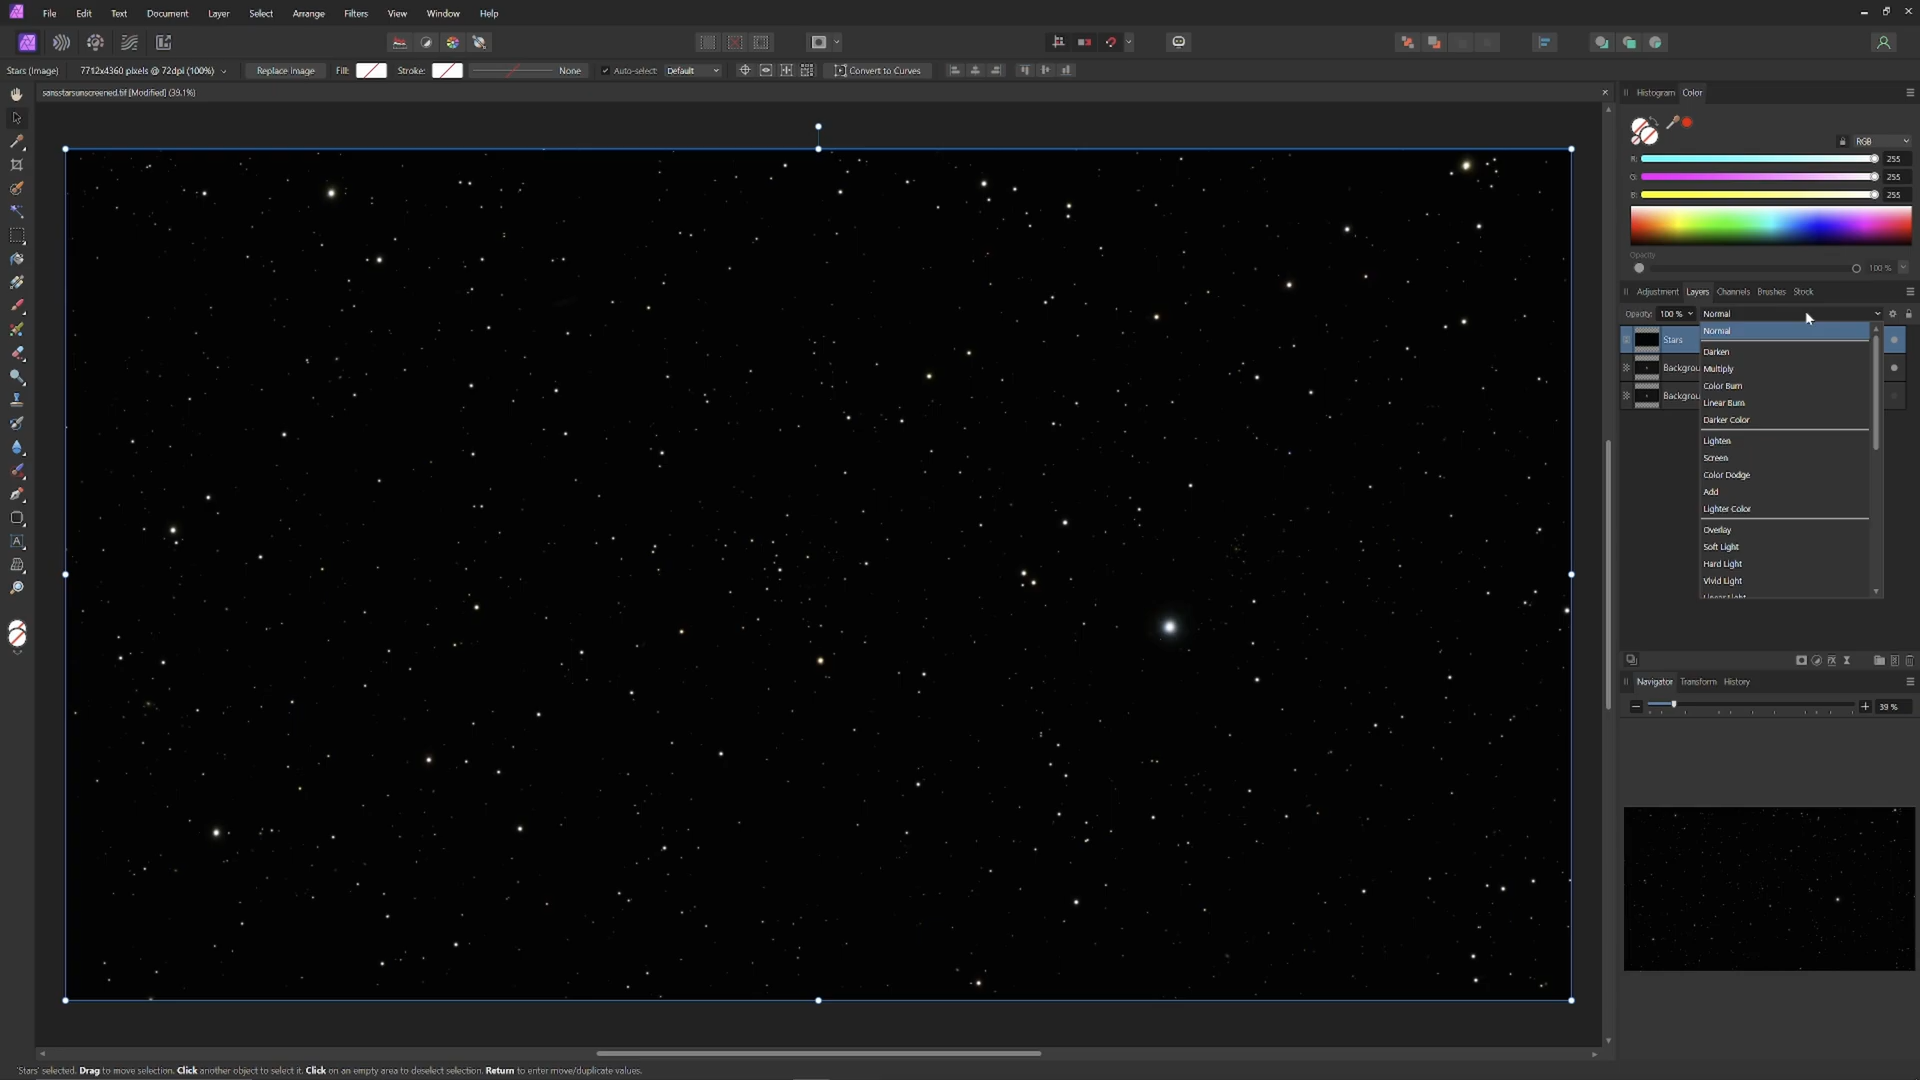 File Edit Text Document Layer Select Arrange Filters View Window Help
Stars (Image) 7712x4360 pixels @ 72dpi (100%) Replace Image Fill: Stroke: None Auto-select: Default Convert to Curves
sansstarsunscreened.tif [Modified] (39.1%)
Histogram Color
RGB
R: 255
G: 255
B: 255
Opacity
100 %
Adjustment Layers Channels Brushes Stock
Opacity: 100 % Normal
Normal
Stars
Darken
Backgrou Multiply
Color Burn
Backgrou
Linear Burn
Darker Color
Lighten
Screen
Color Dodge
Add
Lighter Color
Overlay
Soft Light
Hard Light
Vivid Light
Linear Light
Navigator Transform History
39 %
'Stars' selected. Drag to move selection. Click another object to select it. Click on an empty area to deselect selection. Return to enter move/duplicate values.